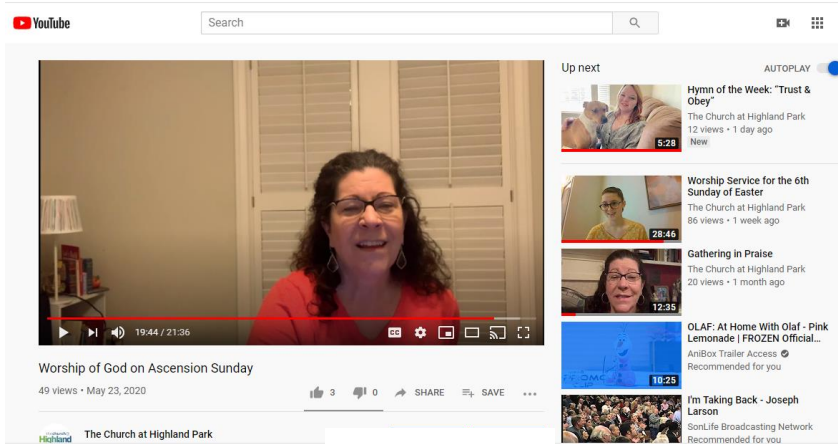 YouTube
Search
Up next
AUTOPLAY
Hymn of the Week: "Trust &
Obey"
The Church at Highland Park
12 views • 1 day ago
New
5:28
Worship Service for the 6th
Sunday of Easter
The Church at Highland Park
86 views • 1 week ago
28:46
Gathering in Praise
The Church at Highland Park
20 views • 1 month ago
12:35
OLAF: At Home With Olaf - Pink
Lemonade | FROZEN Official...
AniBox Trailer Access
Recommended for you
10:25
I'm Taking Back - Joseph
Larson
SonLife Broadcasting Network
Recommended for you
19:44 / 21:36
CC
Worship of God on Ascension Sunday
49 views • May 23, 2020
3
0
SHARE
SAVE
Highland
The Church at Highland Park